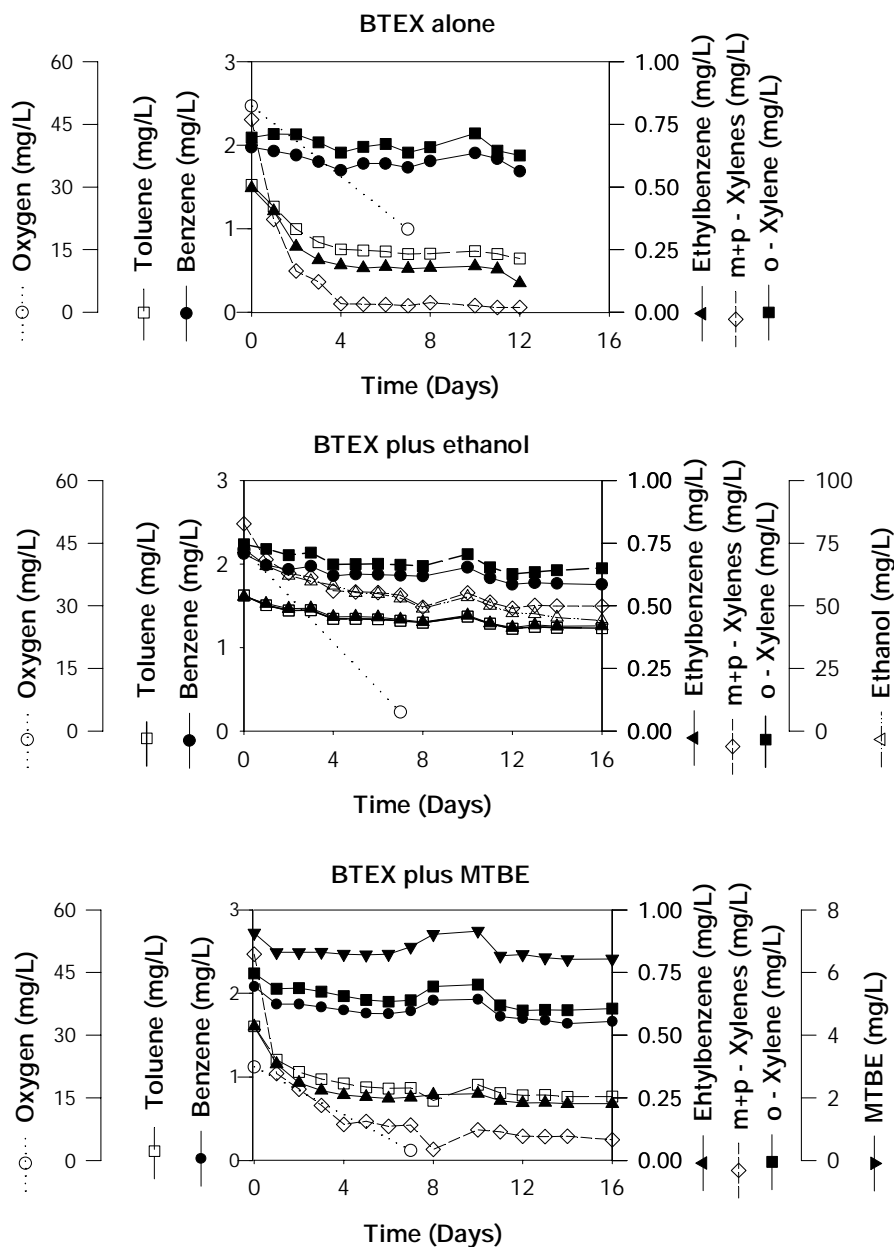 BTEX alone
Oxygen (mg/L)
60
45
30
15
0
Toluene (mg/L)
Benzene (mg/L)
3
2
1
0
1.00
0.75
0.50
0.25
0.00
Ethylbenzene (mg/L)
m+p - Xylenes (mg/L)
o - Xylene (mg/L)
0 4 8 12 16
Time (Days)
BTEX plus ethanol
Oxygen (mg/L)
60
45
30
15
0
Toluene (mg/L)
Benzene (mg/L)
3
2
1
0
1.00
0.75
0.50
0.25
0.00
Ethylbenzene (mg/L)
m+p - Xylenes (mg/L)
o - Xylene (mg/L)
100
75
50
25
0
Ethanol (mg/L)
0 4 8 12 16
Time (Days)
BTEX plus MTBE
Oxygen (mg/L)
60
45
30
15
0
Toluene (mg/L)
Benzene (mg/L)
3
2
1
0
1.00
0.75
0.50
0.25
0.00
Ehtylbenzene (mg/L)
m+p - Xylenes (mg/L)
o - Xylene (mg/L)
8
6
4
2
0
MTBE (mg/L)
0 4 8 12 16
Time (Days)